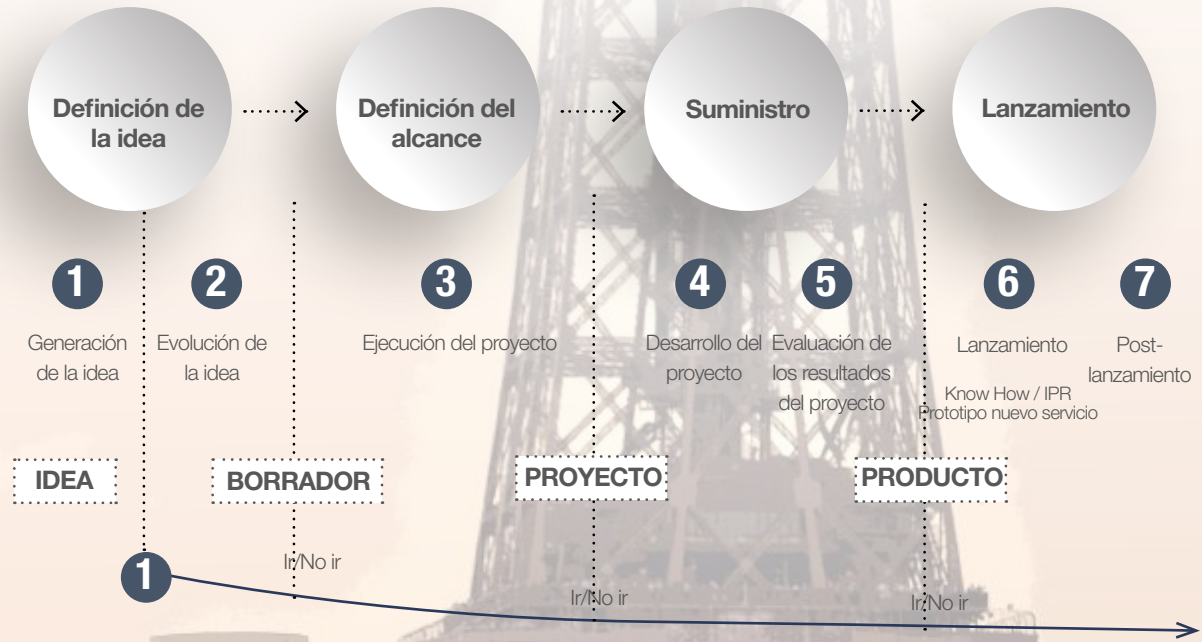 Definición de
la idea
Definición del
alcance
Suministro
Lanzamiento
1
2
3
4
5
6
7
Generación
de la idea
Evolución de
la idea
Ejecución del proyecto
Desarrollo del
proyecto
Evaluación de
los resultados
del proyecto
Lanzamiento
Know How / IPR
Prototipo nuevo servicio
Post-
lanzamiento
IDEA
BORRADOR
PROYECTO
PRODUCTO
1
Ir/No ir
Ir/No ir
Ir/No ir